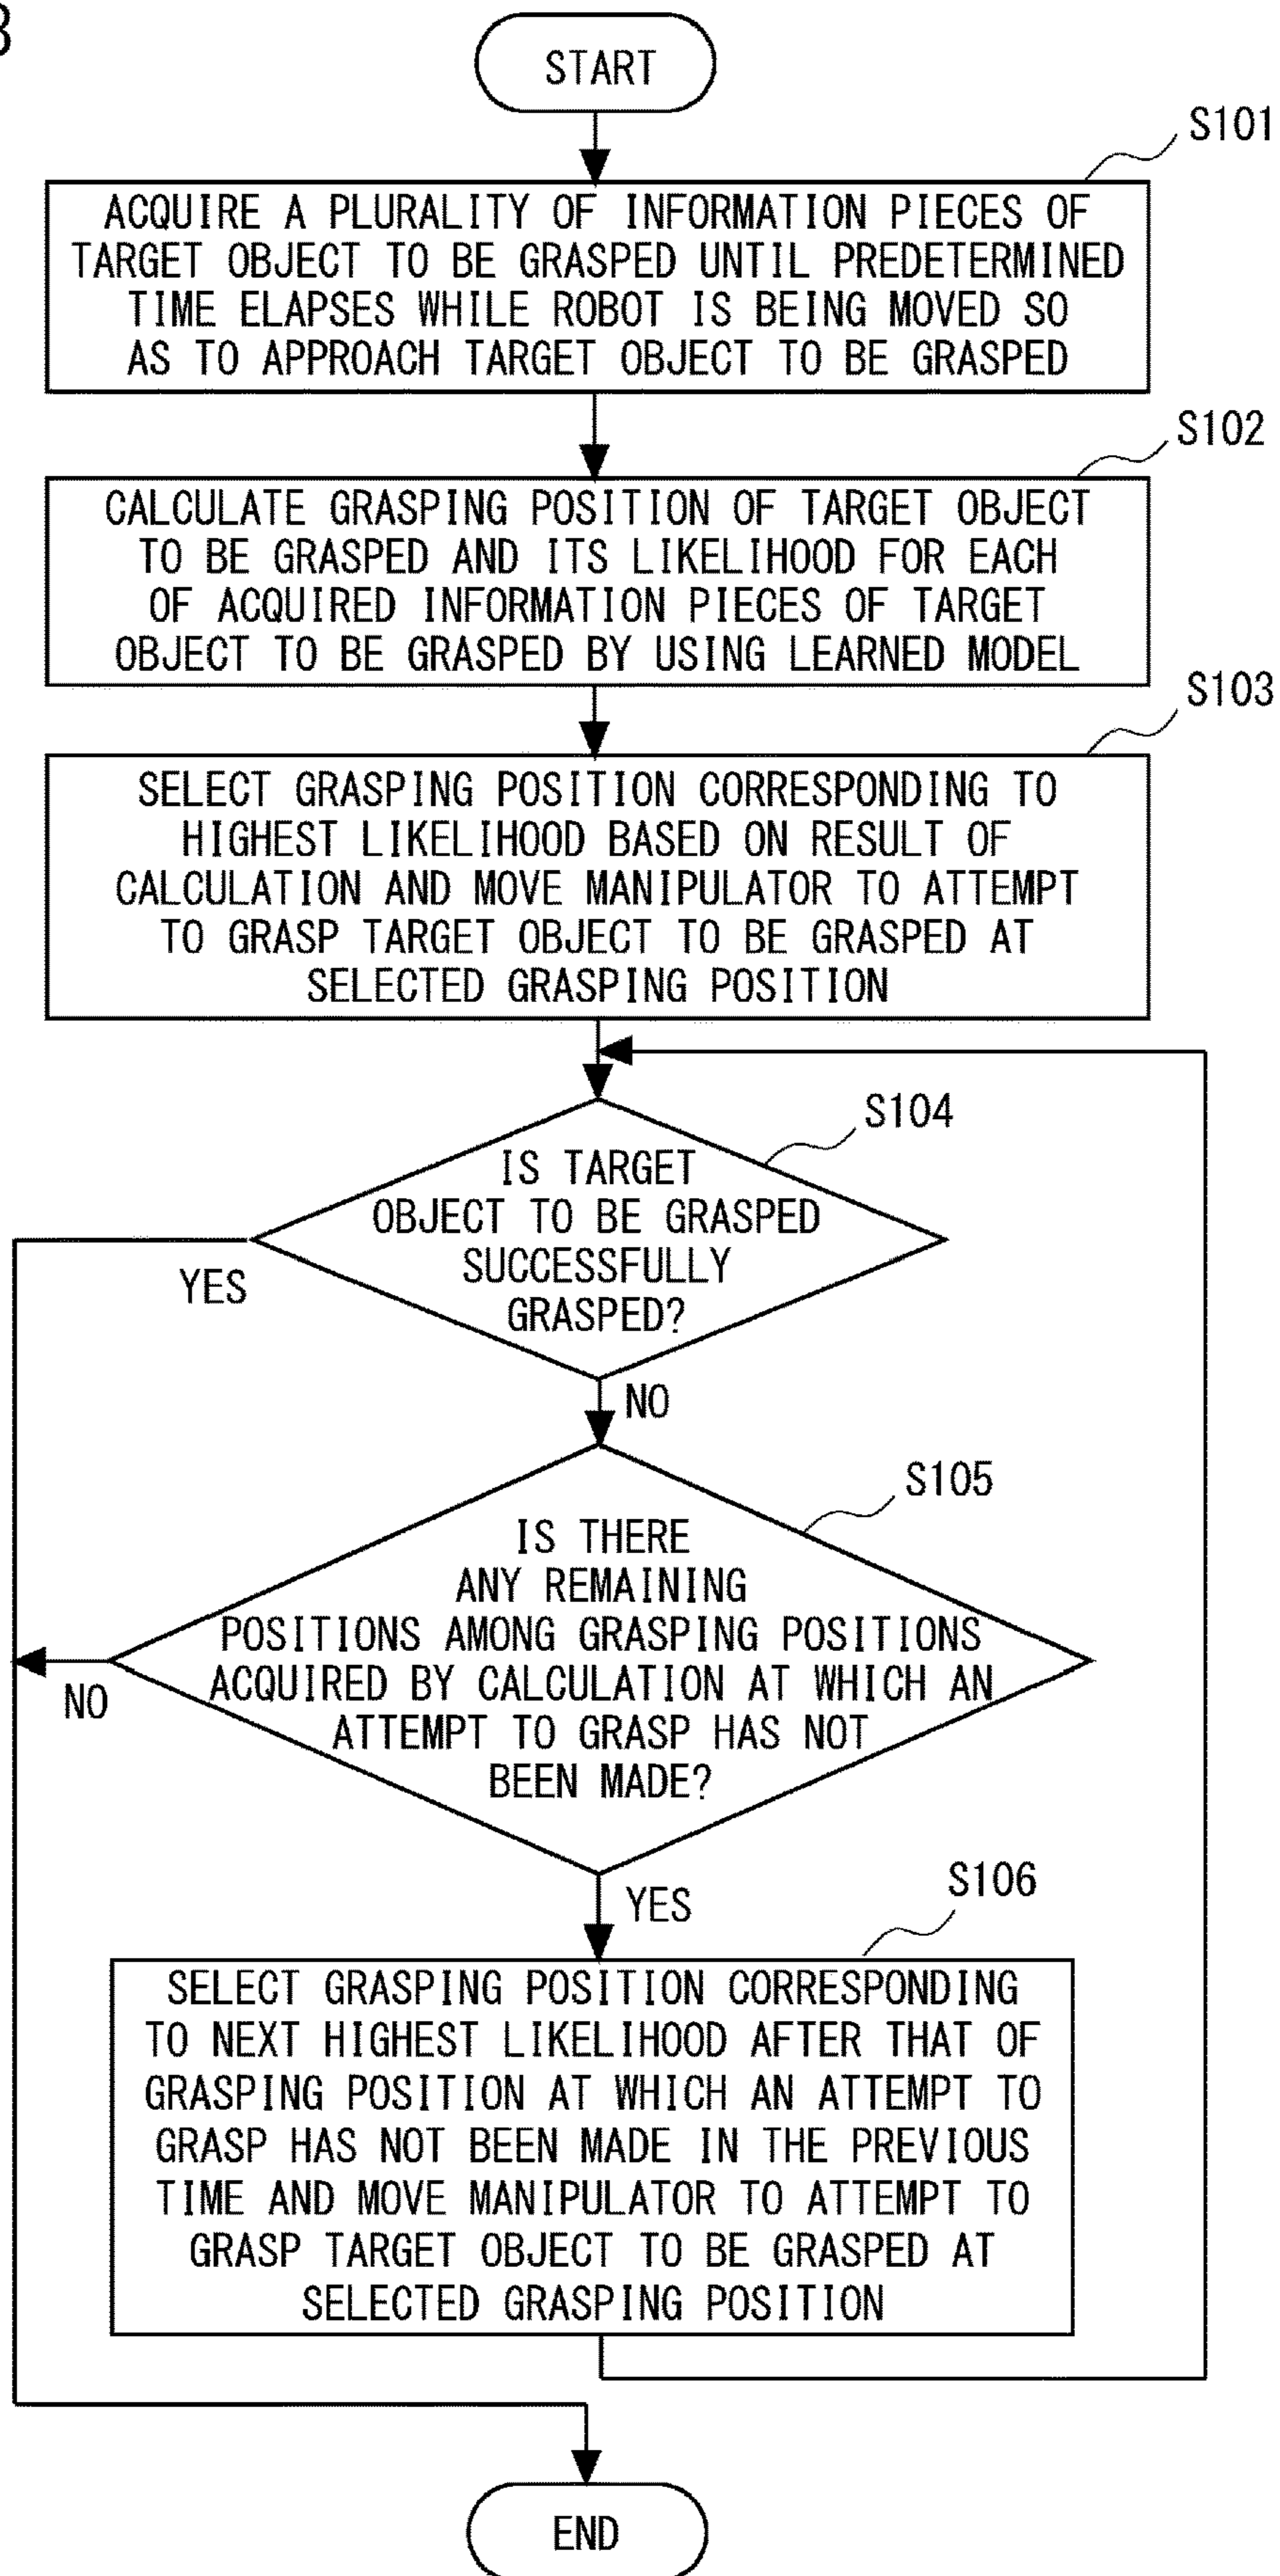 3
START
S101
ACQUIRE A PLURALITY OF INFORMATION PIECES OF
TARGET OBJECT TO BE GRASPED UNTIL PREDETERMINED
TIME ELAPSES WHILE ROBOT IS BEING MOVED SO
AS TO APPROACH TARGET OBJECT TO BE GRASPED
S102
CALCULATE GRASPING POSITION OF TARGET OBJECT
TO BE GRASPED AND ITS LIKELIHOOD FOR EACH
OF ACQUIRED INFORMATION PIECES OF TARGET
OBJECT TO BE GRASPED BY USING LEARNED MODEL
S103
SELECT GRASPING POSITION CORRESPONDING TO
HIGHEST LIKELIHOOD BASED ON RESULT OF
CALCULATION AND MOVE MANIPULATOR TO ATTEMPT
TO GRASP TARGET OBJECT TO BE GRASPED AT
SELECTED GRASPING POSITION
S104
IS TARGET
OBJECT TO BE GRASPED
SUCCESSFULLY
GRASPED?
YES
NO
S105
IS THERE
ANY REMAINING
POSITIONS AMONG GRASPING POSITIONS
ACQUIRED BY CALCULATION AT WHICH AN
ATTEMPT TO GRASP HAS NOT
BEEN MADE?
NO
YES
S106
SELECT GRASPING POSITION CORRESPONDING
TO NEXT HIGHEST LIKELIHOOD AFTER THAT OF
GRASPING POSITION AT WHICH AN ATTEMPT TO
GRASP HAS NOT BEEN MADE IN THE PREVIOUS
TIME AND MOVE MANIPULATOR TO ATTEMPT TO
GRASP TARGET OBJECT TO BE GRASPED AT
SELECTED GRASPING POSITION
END